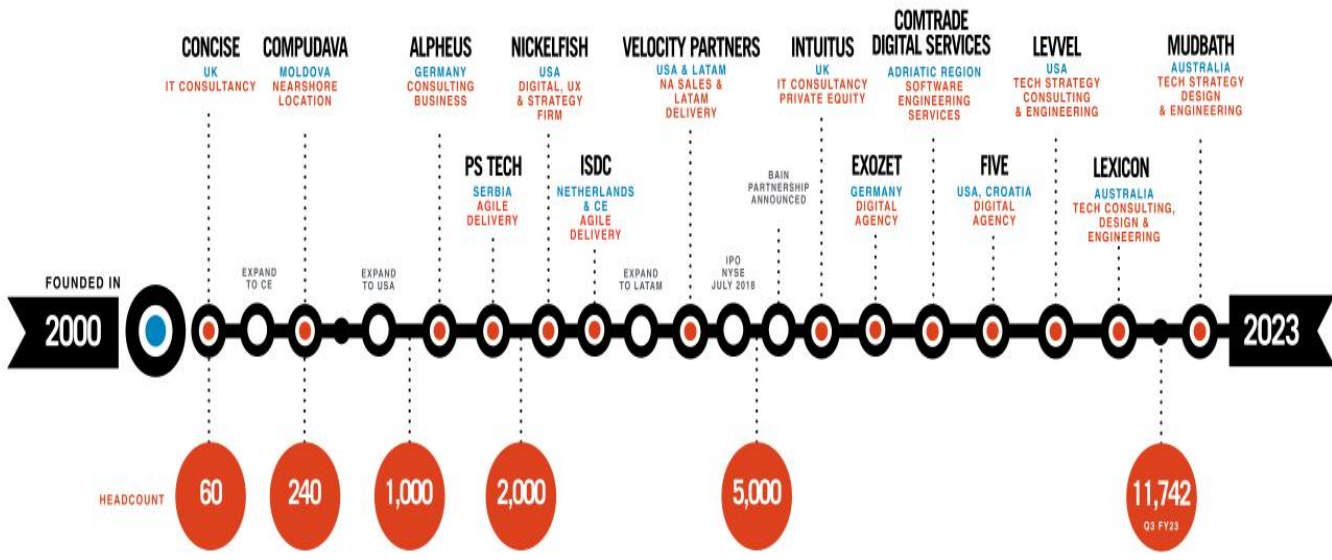 CONCISE
UK
IT CONSULTANCY
COMPUDAVA
MOLDOVA
NEARSHORE
LOCATION
ALPHEUS
GERMANY
CONSULTING
BUSINESS
NICKELFISH
USA
DIGITAL, UX
& STRATEGY
FIRM
VELOCITY PARTNERS
USA & LATAM
NA SALES &
LATAM
DELIVERY
INTUITUS
UK
IT CONSULTANCY
PRIVATE EQUITY
COMTRADE
DIGITAL SERVICES
ADRIATIC REGION
SOFTWARE
ENGINEERING
SERVICES
LEVVEL
USA
TECH STRATEGY
CONSULTING
& ENGINEERING
MUDBATH
AUSTRALIA
TECH STRATEGY
DESIGN
& ENGINEERING
PS TECH
SERBIA
AGILE
DELIVERY
ISDC
NETHERLANDS
& CE
AGILE
DELIVERY
BAIN
PARTNERSHIP
ANNOUNCED
EXOZET
GERMANY
DIGITAL
AGENCY
FIVE
USA, CROATIA
DIGITAL
AGENCY
LEXICON
AUSTRALIA
TECH CONSULTING,
DESIGN &
ENGINEERING
FOUNDED IN
2000
EXPAND
TO CE
EXPAND
TO USA
EXPAND
TO LATAM
IPO
NYSE
JULY 2018
2023
HEADCOUNT
60
240
1,000
2,000
5,000
11,742
Q3 FY23